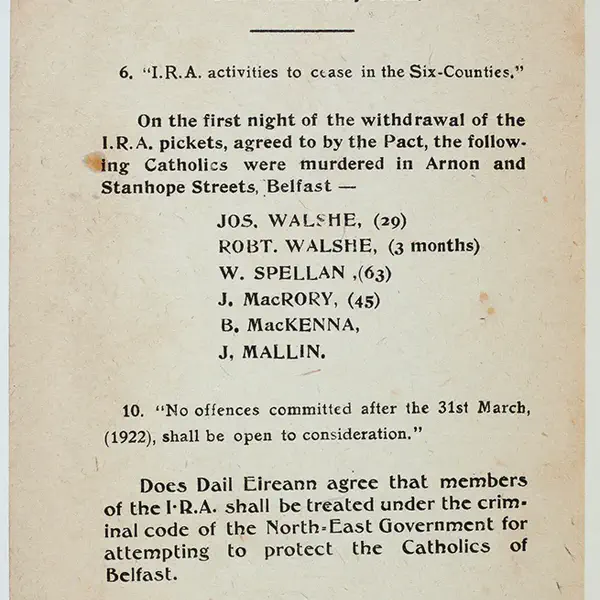 6. “I.R.A. activities to cease in the Six-Counties.”
On the first night of the withdrawal of the
I.R.A. pickets, agreed to by the Pact, the follow-
ing Catholics were murdered in Arnon and
Stanhope Streets, Belfast —
JOS. WALSHE, (29)
ROBT. WALSHE, (3 months)
W. SPELLAN ,(63)
J. MacRORY, (45)
B. MacKENNA,
J, MALLIN.
10. “No offences committed after the 31st March,
(1922), shall be open to consideration.”
Does Dail Eireann agree that members
of the I·R.A. shall be treated under the crim-
inal code of the North-East Government for
attempting to protect the Catholics of
Belfast.